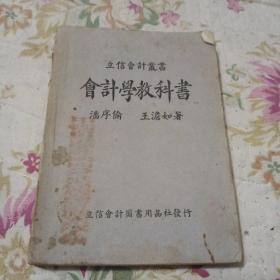 立信會計叢書
會計學教科書
潘序倫 王澹如著
立信會計圖書用品社發行